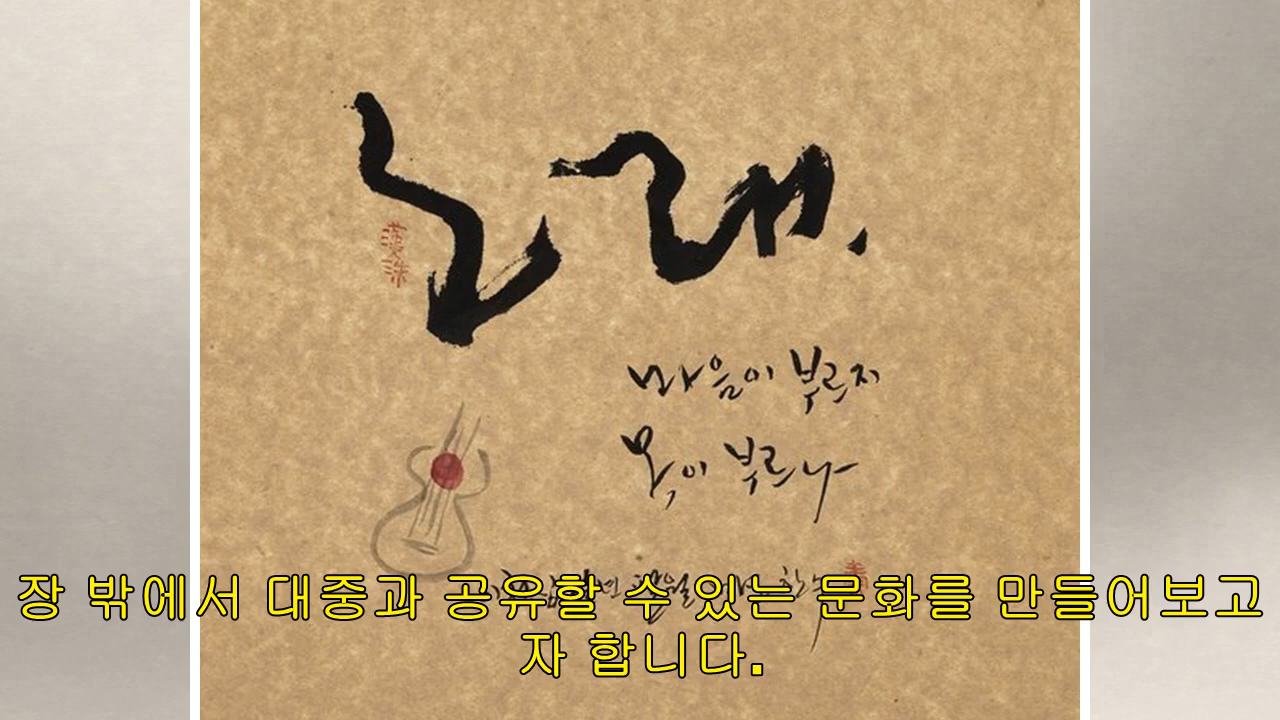 노래.
마음이 부르지
목이 부르나
장 밖에서 대중과 공유할 수 있는 문화를 만들어보고
자 합니다.